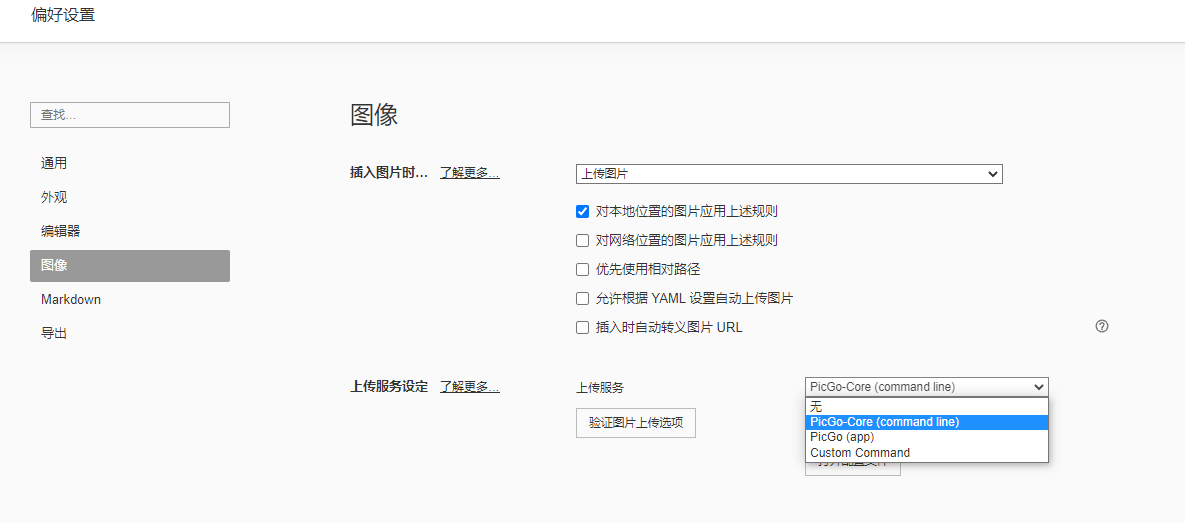 偏好设置
查找...
通用
外观
编辑器
图像
Markdown
导出
图像
插入图片时... 了解更多...
上传图片
对本地位置的图片应用上述规则
对网络位置的图片应用上述规则
优先使用相对路径
允许根据 YAML 设置自动上传图片
插入时自动转义图片 URL
上传服务设定 了解更多...
上传服务
PicGo-Core (command line)
无
PicGo-Core (command line)
PicGo (app)
Custom Command
验证图片上传选项